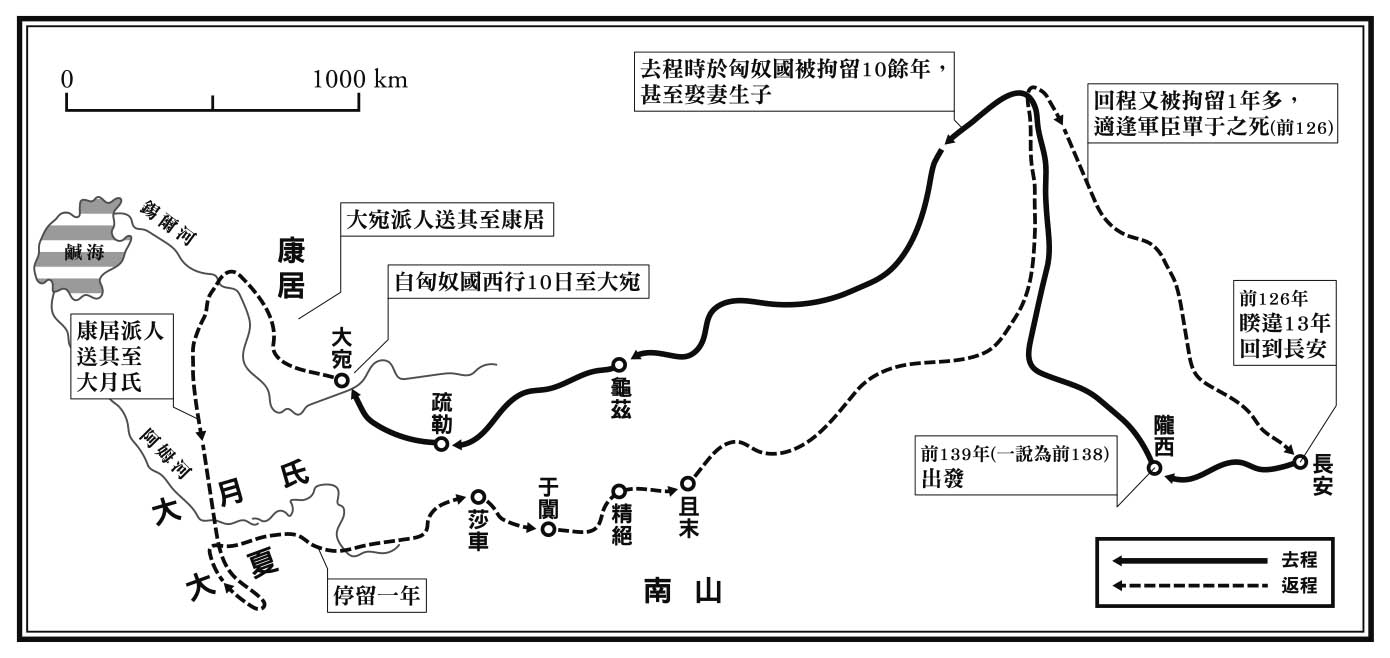 0
1000 km
去程時於匈奴國被拘留10餘年，
甚至娶妻生子
回程又被拘留1年多，
適逢軍臣單于之死(前126)
錫爾河
鹹海
康居
大宛派人送其至康居
自匈奴國西行10日至大宛
前126年
睽違13年
回到長安
康居派人
送其至
大月氏
大宛
疏勒
龜茲
隴西
長安
前139年(一說為前138)
出發
阿姆河
大月氏
莎車
于闐
精絕
且末
大夏
停留一年
南山
去程
返程